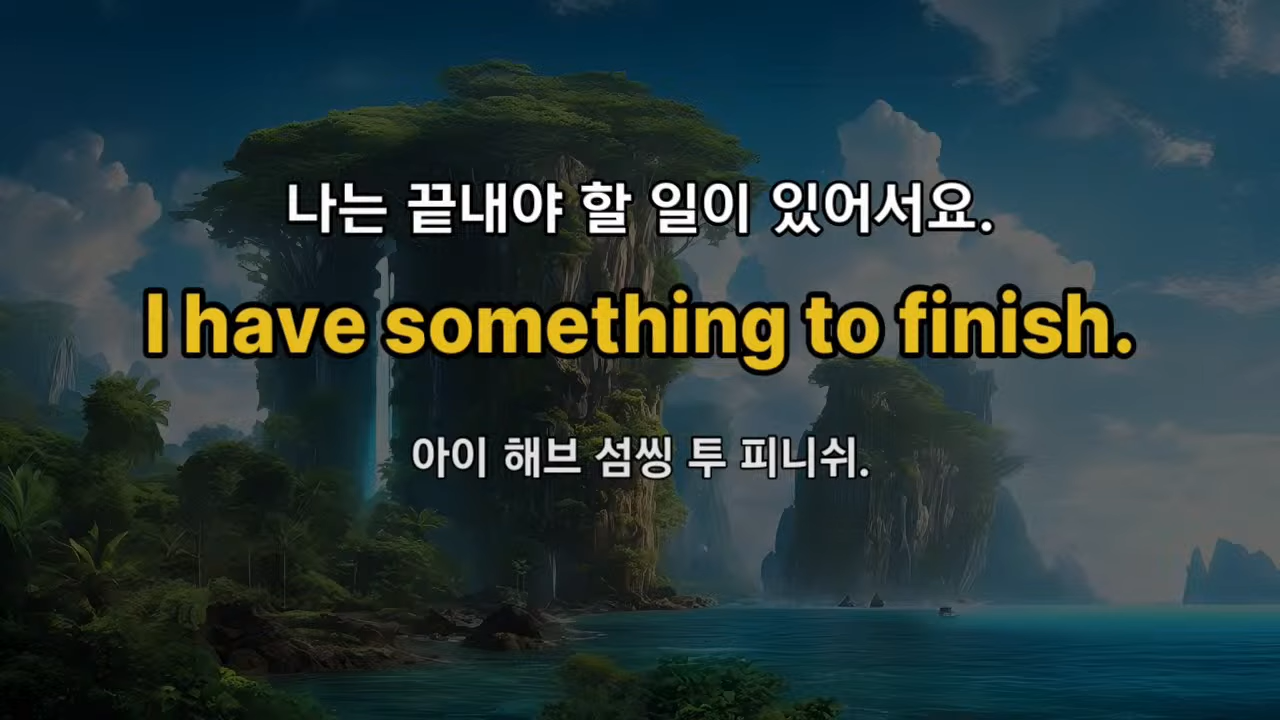 나는 끝내야 할 일이 있어서요.
I have something to finish.
아이 해브 섬씽 투 피니쉬.